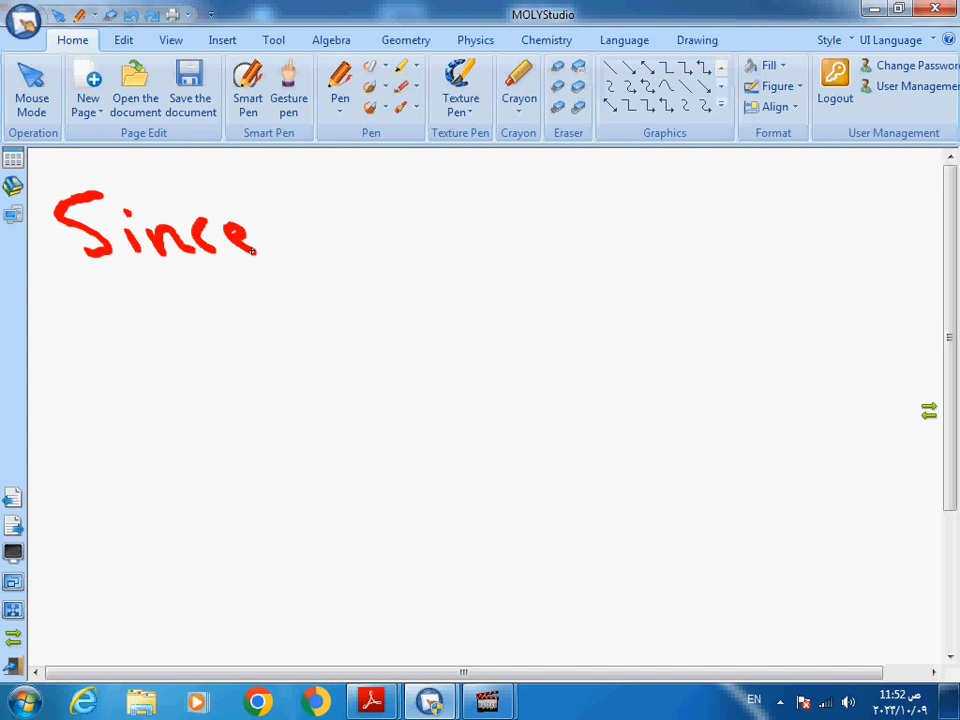 MOLYStudio
Home Edit View Insert Tool Algebra Geometry Physics Chemistry Language Drawing Style UI Language
Mouse Mode
Operation
New Page
Open the document
Save the document
Page Edit
Smart Pen
Gesture pen
Smart Pen
Pen
Pen
Texture Pen
Texture Pen
Crayon
Crayon
Eraser
Graphics
Fill
Figure
Align
Format
Logout
Change Passwor
User Manageme
User Management
Since
EN
11:52 ص
٢٠٢٣/١٠/٠٩